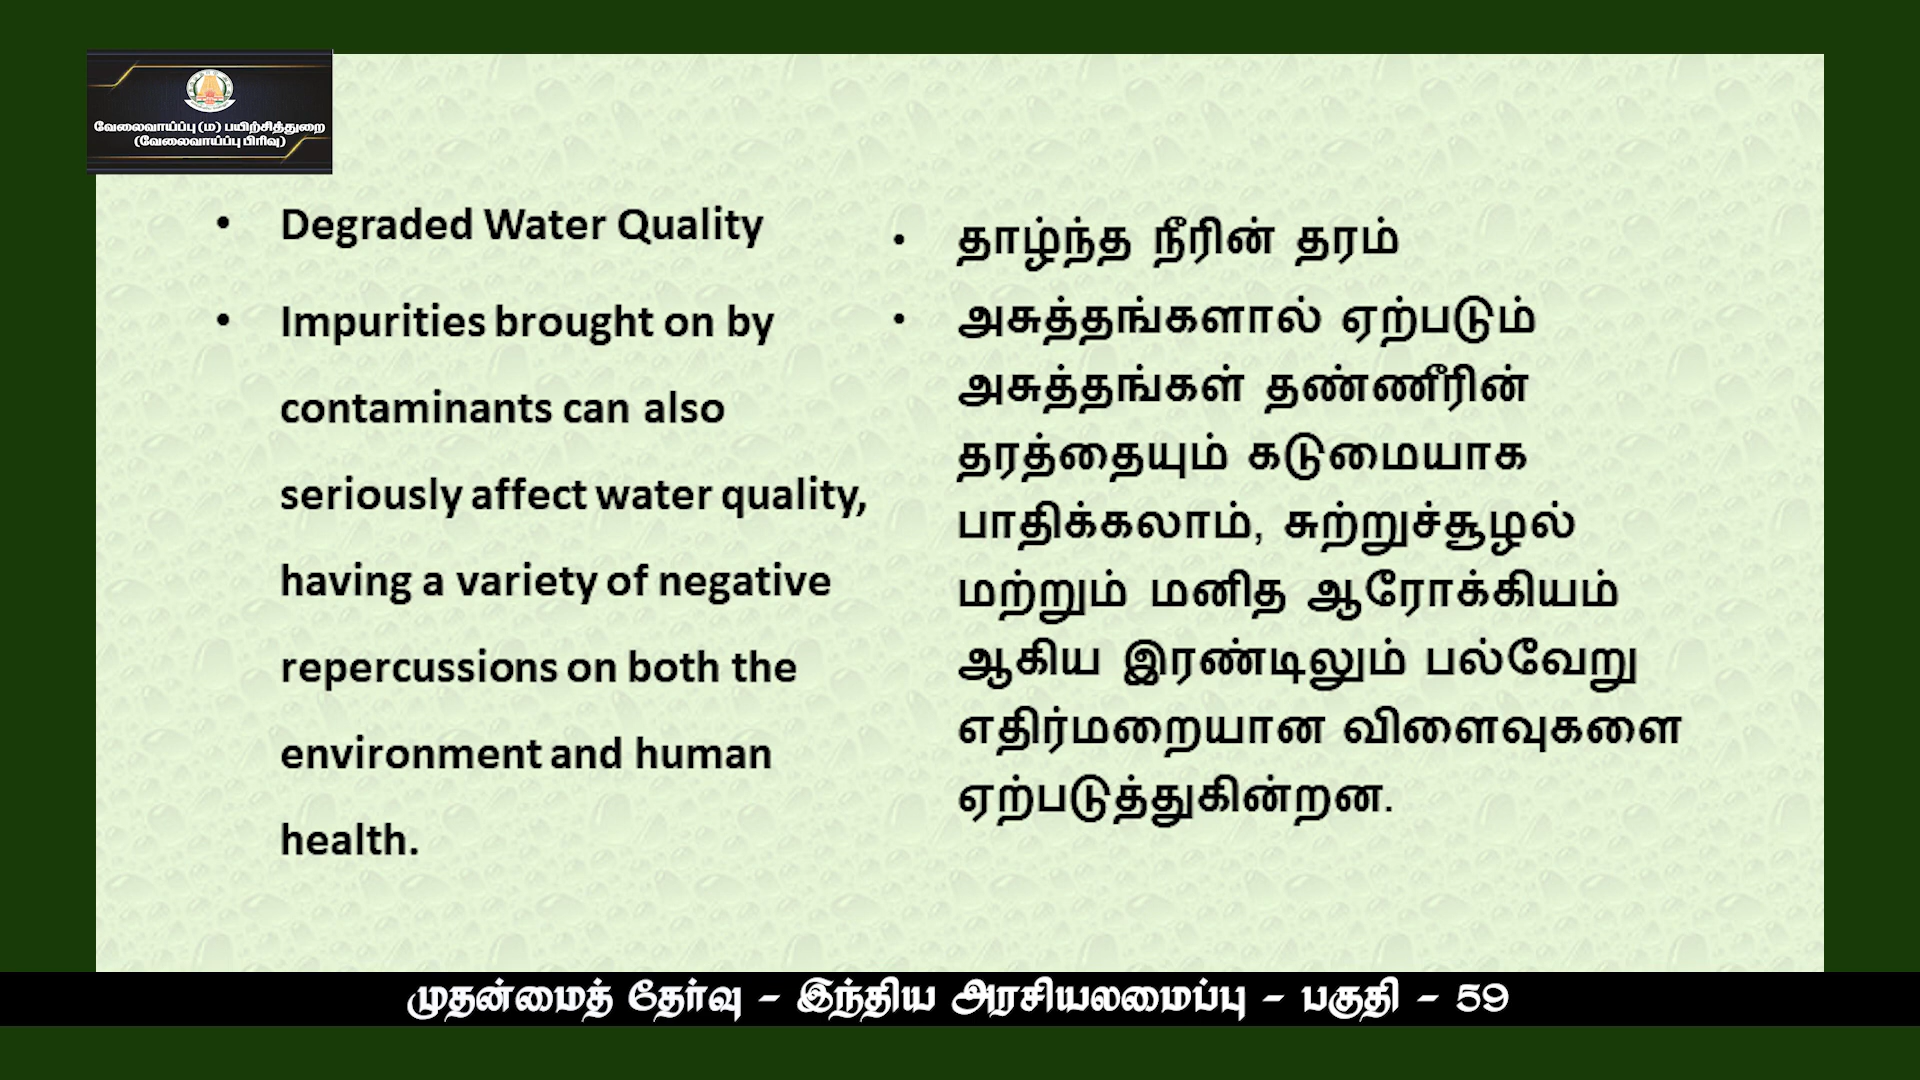 வேலைவாய்ப்பு (ம) பயிற்சித்துறை
(வேலைவாய்ப்பு பிரிவு)
• Degraded Water Quality
• Impurities brought on by
contaminants can also
seriously affect water quality,
having a variety of negative
repercussions on both the
environment and human
health.
• தாழ்ந்த நீரின் தரம்
• அசுத்தங்களால் ஏற்படும்
அசுத்தங்கள் தண்ணீரின்
தரத்தையும் கடுமையாக
பாதிக்கலாம், சுற்றுச்சூழல்
மற்றும் மனித ஆரோக்கியம்
ஆகிய இரண்டிலும் பல்வேறு
எதிர்மறையான விளைவுகளை
ஏற்படுத்துகின்றன.
முதன்மைத் தேர்வு - இந்திய அரசியலமைப்பு - பகுதி - 59